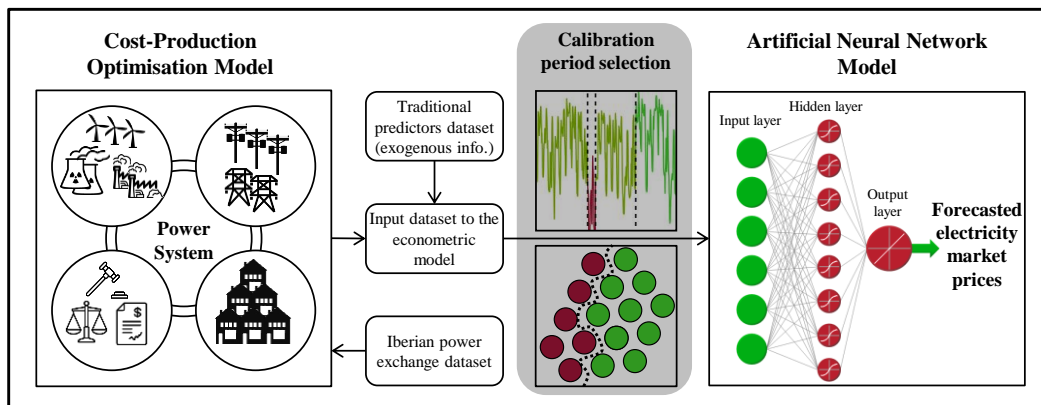 Cost-Production
Optimisation Model
Power
System
Traditional
predictors dataset
(exogenous info.)
Input dataset to the
econometric
model
Iberian power
exchange dataset
Calibration
period selection
Artificial Neural Network
Model
Input layer
Hidden layer
Output
layer
Forecasted
electricity
market
prices
$